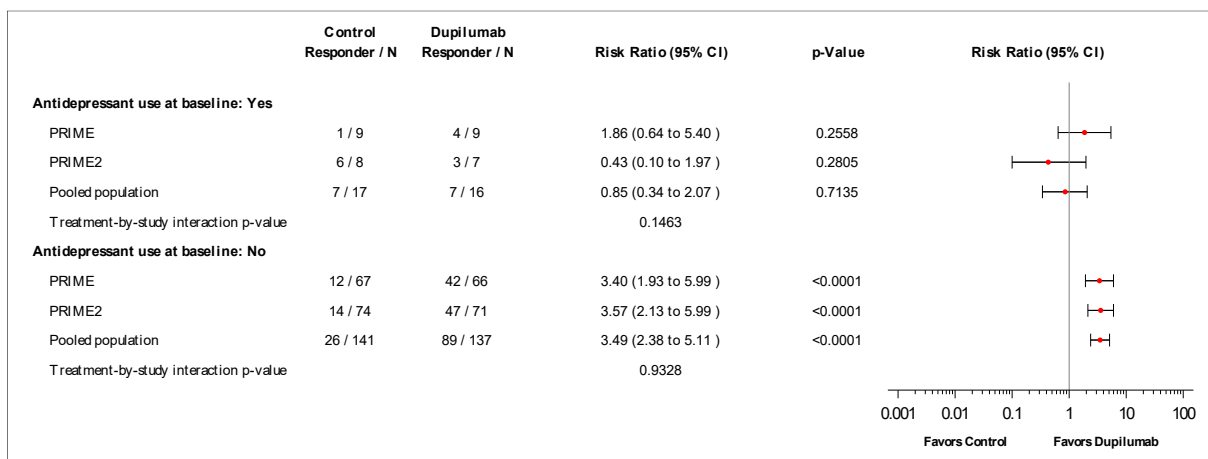 Control Dupilumab
Responder / N Responder / N Risk Ratio (95% CI) p-Value Risk Ratio (95% CI)
Antidepressant use at baseline: Yes
PRIME 1 / 9 4 / 9 1.86 (0.64 to 5.40 ) 0.2558
PRIME2 6 / 8 3 / 7 0.43 (0.10 to 1.97 ) 0.2805
Pooled population 7 / 17 7 / 16 0.85 (0.34 to 2.07 ) 0.7135
Treatment-by-study interaction p-value 0.1463
Antidepressant use at baseline: No
PRIME 12 / 67 42 / 66 3.40 (1.93 to 5.99 ) <0.0001
PRIME2 14 / 74 47 / 71 3.57 (2.13 to 5.99 ) <0.0001
Pooled population 26 / 141 89 / 137 3.49 (2.38 to 5.11 ) <0.0001
Treatment-by-study interaction p-value 0.9328
0.001 0.01 0.1 1 10 100
Favors Control Favors Dupilumab